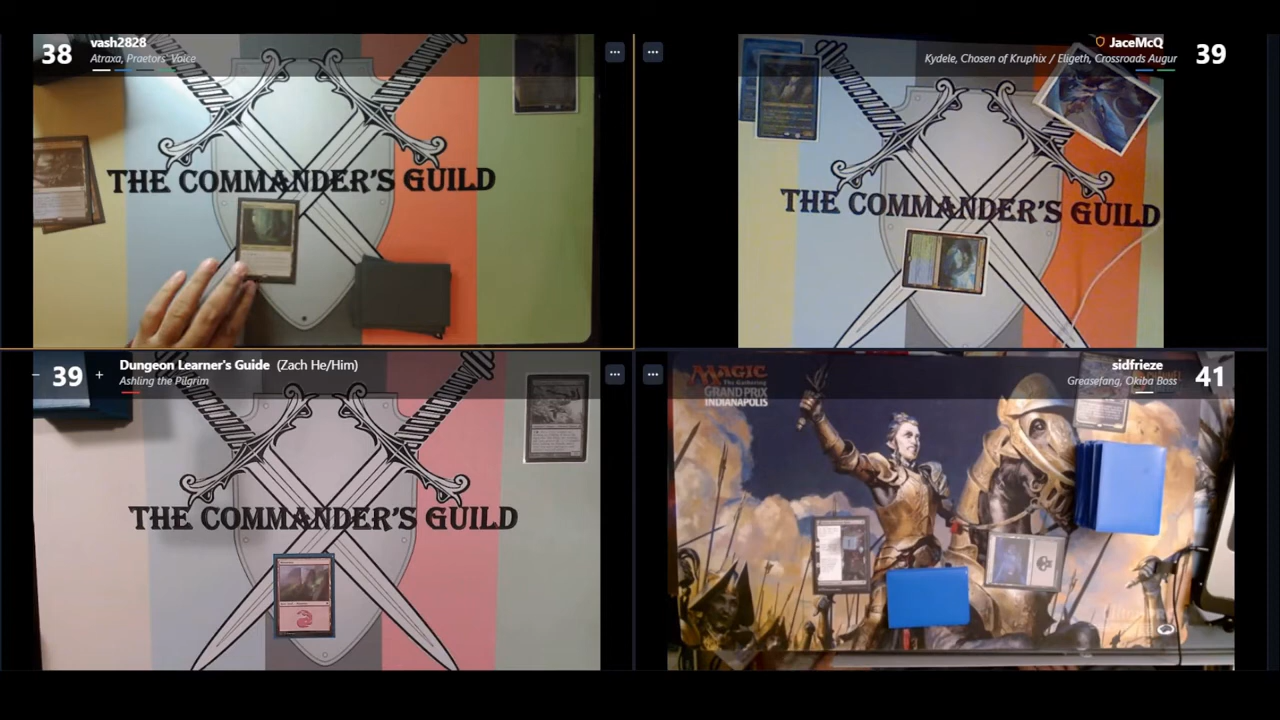 38
vash2828
Atraxa, Praetors' Voice
THE COMMANDER'S GUILD
JaceMcQ
Kydele, Chosen of Kruphix / Eligeth, Crossroads Augur
39
THE COMMANDER'S GUILD
− 39 +
Dungeon Learner's Guide (Zach He/Him)
Ashling the Pilgrim
THE COMMANDER'S GUILD
MAGIC
The Gathering
GRAND PRIX
INDIANAPOLIS
sidfrieze
Greasefang, Okiba Boss
41